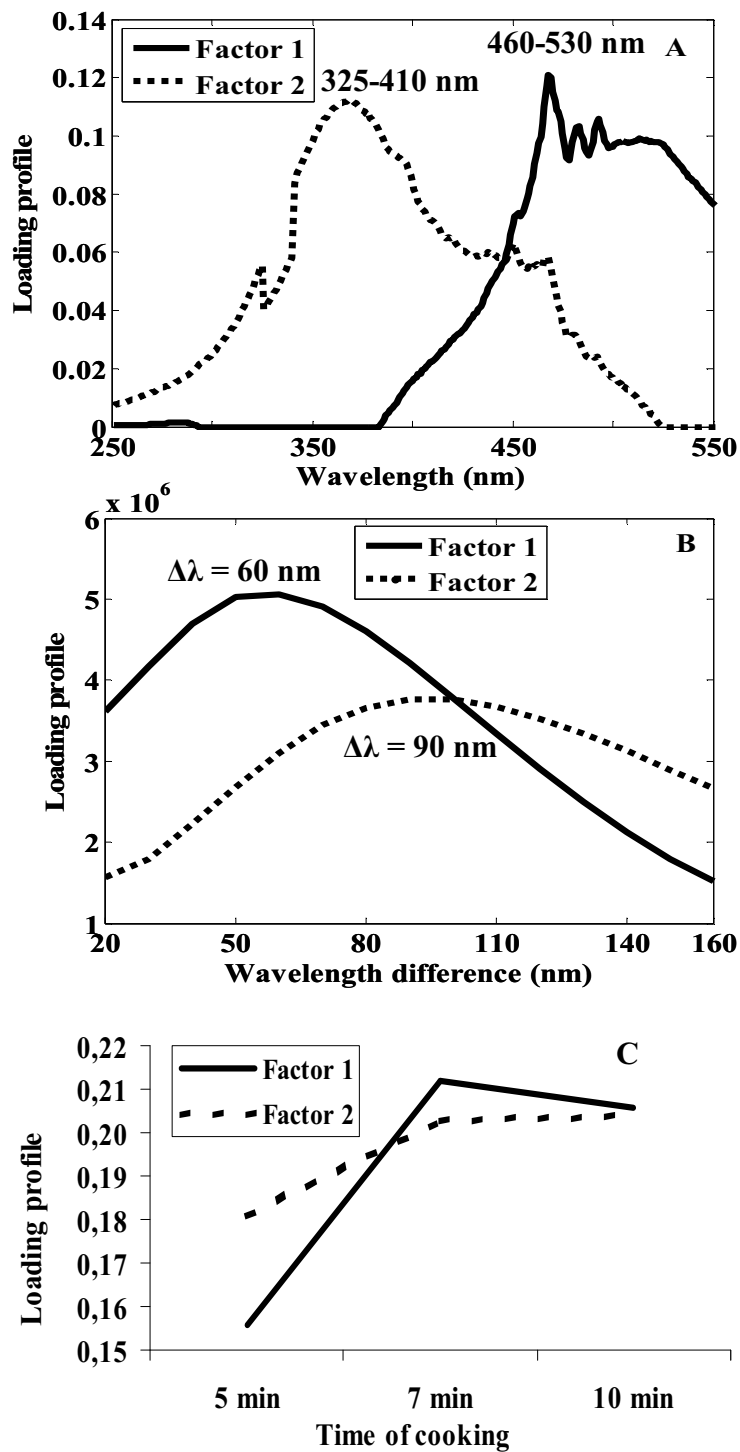 0.14
0.12
0.1
0.08
0.06
0.04
0.02
0
Loading profile
Factor 1
Factor 2
325-410 nm
460-530 nm
A
250
350
450
550
Wavelength (nm)
x 10^6
6
5
4
3
2
1
Loading profile
Factor 1
Factor 2
B
Δλ = 60 nm
Δλ = 90 nm
20
50
80
110
140
160
Wavelength difference (nm)
0,22
0,21
0,20
0,19
0,18
0,17
0,16
0,15
Loading profile
Factor 1
Factor 2
C
5 min
7 min
10 min
Time of cooking